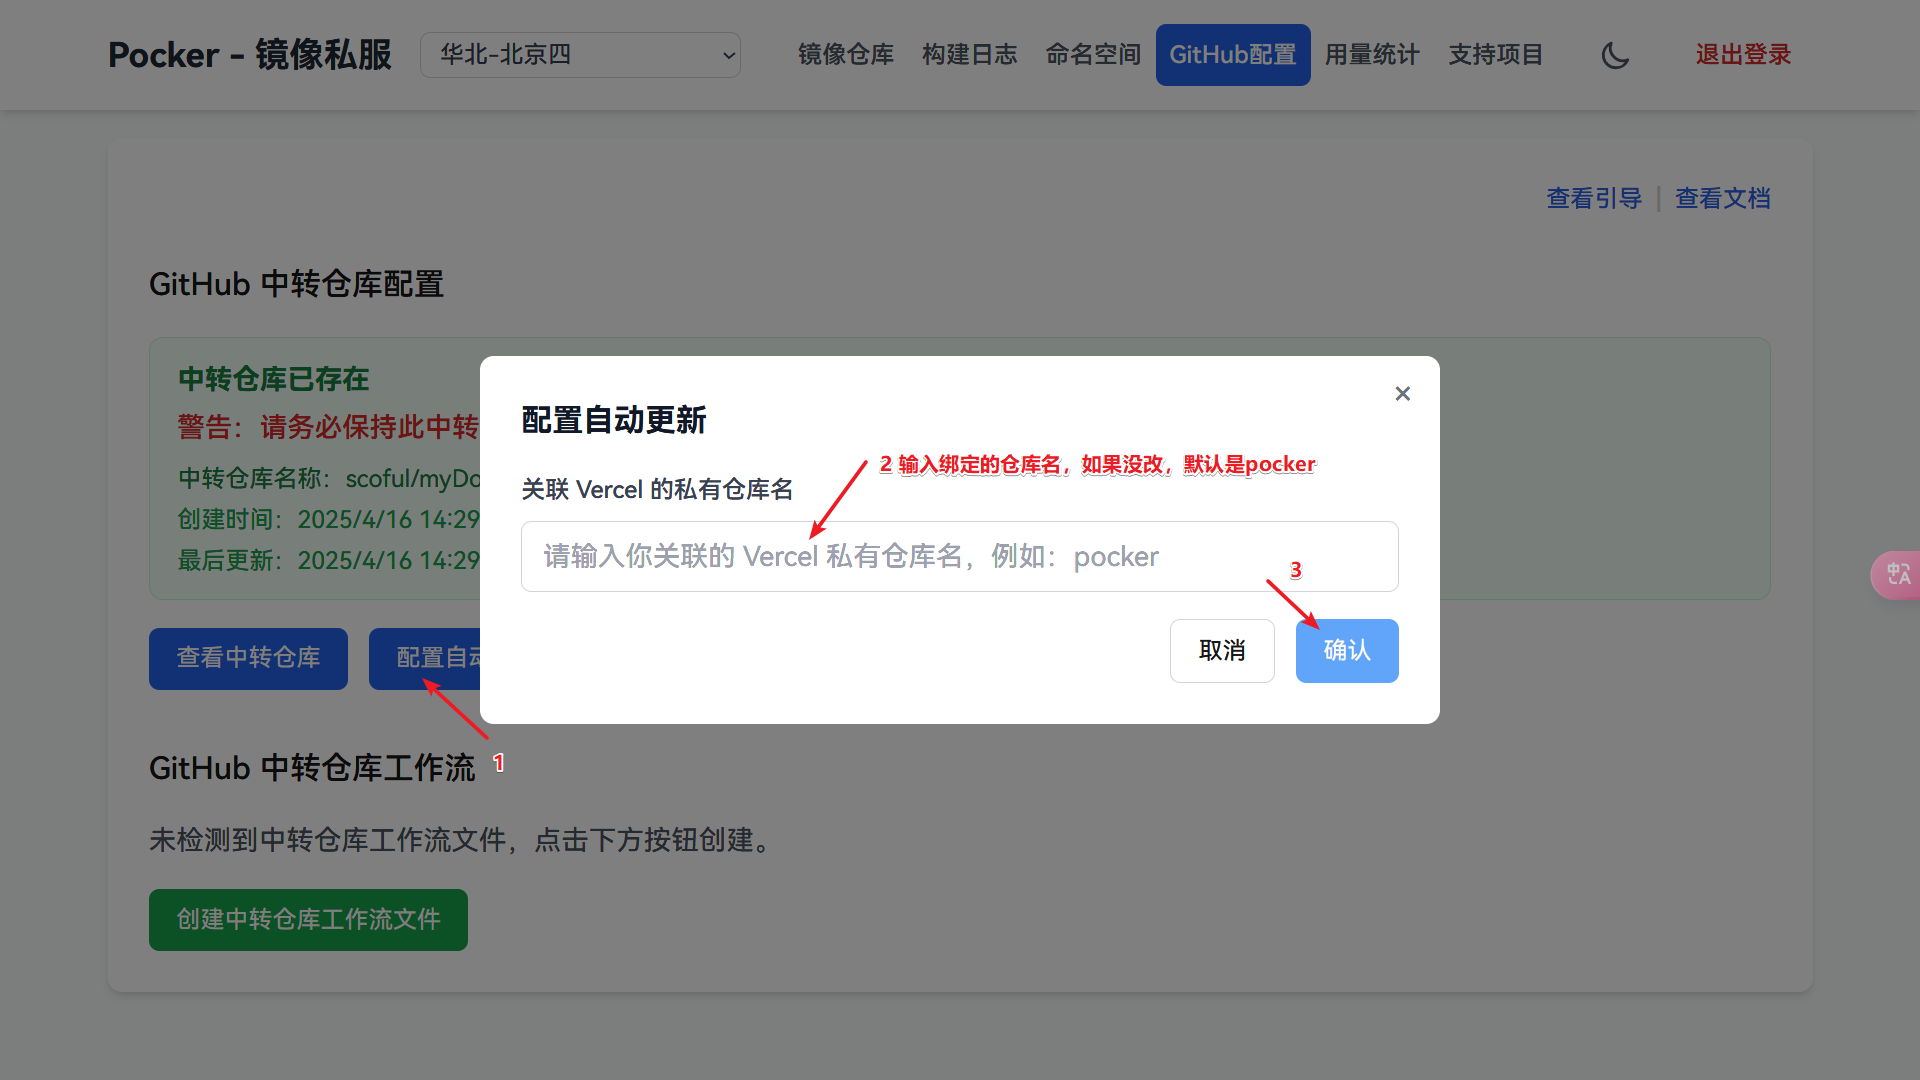 Pocker - 镜像私服
华北-北京四
镜像仓库
构建日志
命名空间
GitHub配置
用量统计
支持项目
退出登录
查看引导 | 查看文档
GitHub 中转仓库配置
中转仓库已存在
警告：请务必保持此中转
中转仓库名称：scoful/myDo
创建时间：2025/4/16 14:29
最后更新：2025/4/16 14:29
查看中转仓库
配置自动
配置自动更新
2 输入绑定的仓库名，如果没改，默认是pocker
关联 Vercel 的私有仓库名
请输入你关联的 Vercel 私有仓库名，例如：pocker
3
取消
确认
1
GitHub 中转仓库工作流
未检测到中转仓库工作流文件，点击下方按钮创建。
创建中转仓库工作流文件
中A